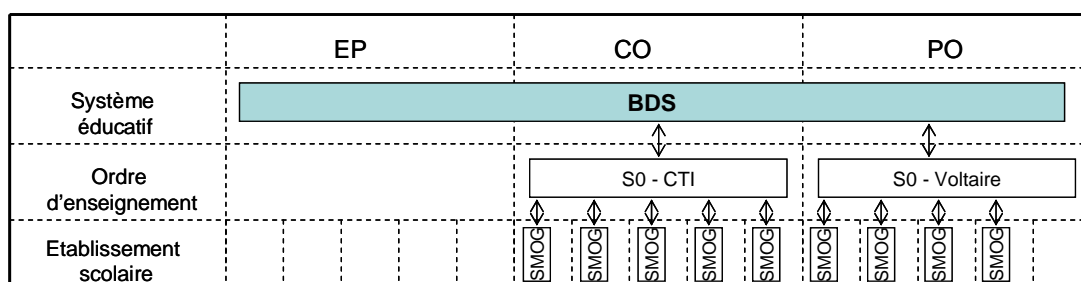 EP CO PO
Système
éducatif
BDS
Ordre
d'enseignement
S0 - CTI
S0 - Voltaire
Etablissement
scolaire
SMOG
SMOG
SMOG
SMOG
SMOG
SMOG
SMOG
SMOG
SMOG